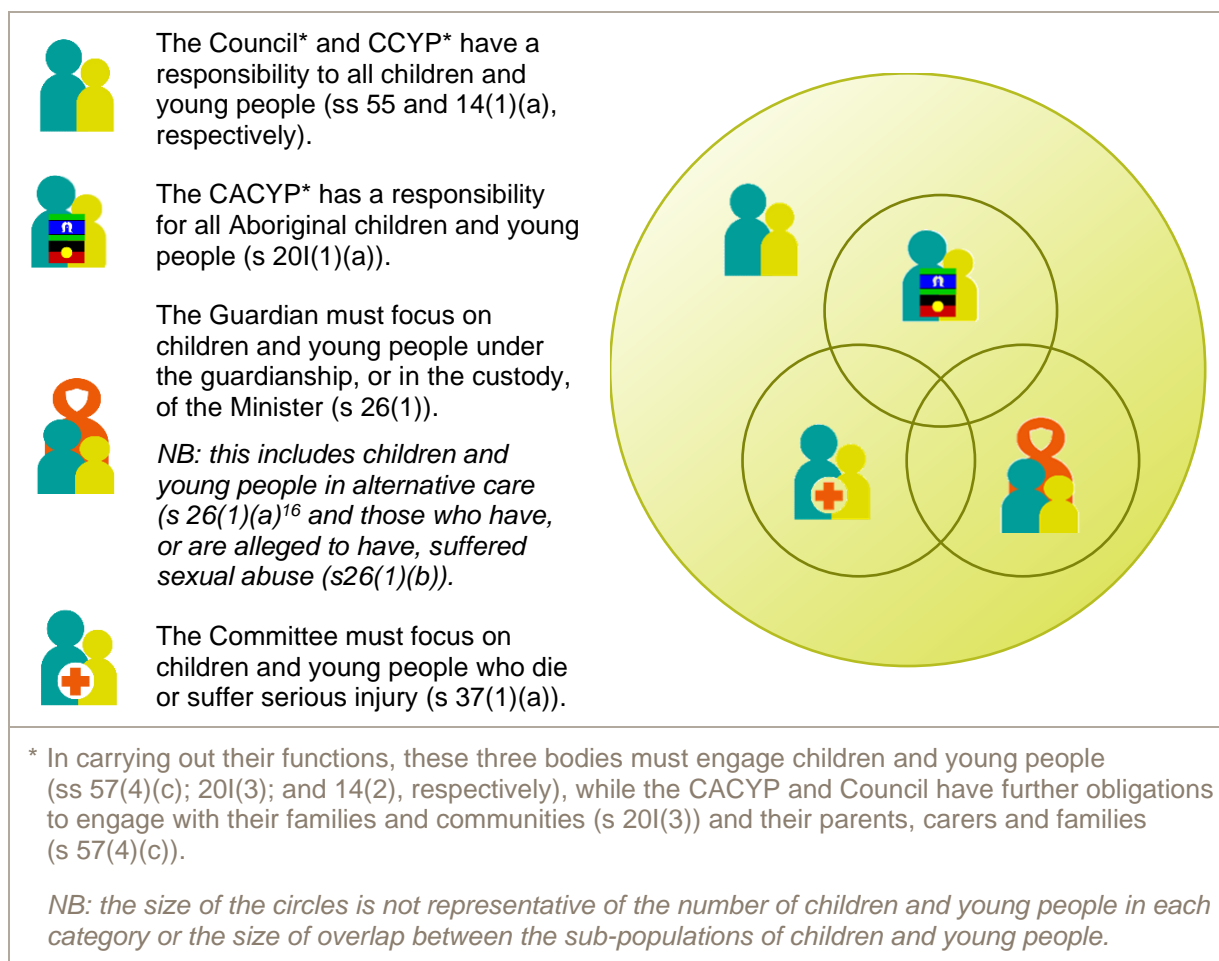 The Council* and CCYP* have a
responsibility to all children and
young people (ss 55 and 14(1)(a),
respectively).
The CACYP* has a responsibility
for all Aboriginal children and young
people (s 20I(1)(a)).
The Guardian must focus on
children and young people under
the guardianship, or in the custody,
of the Minister (s 26(1)).
NB: this includes children and
young people in alternative care
(s 26(1)(a)¹⁶ and those who have,
or are alleged to have, suffered
sexual abuse (s26(1)(b)).
The Committee must focus on
children and young people who die
or suffer serious injury (s 37(1)(a)).
* In carrying out their functions, these three bodies must engage children and young people
(ss 57(4)(c); 20I(3); and 14(2), respectively), while the CACYP and Council have further obligations
to engage with their families and communities (s 20I(3)) and their parents, carers and families
(s 57(4)(c)).
NB: the size of the circles is not representative of the number of children and young people in each
category or the size of overlap between the sub-populations of children and young people.